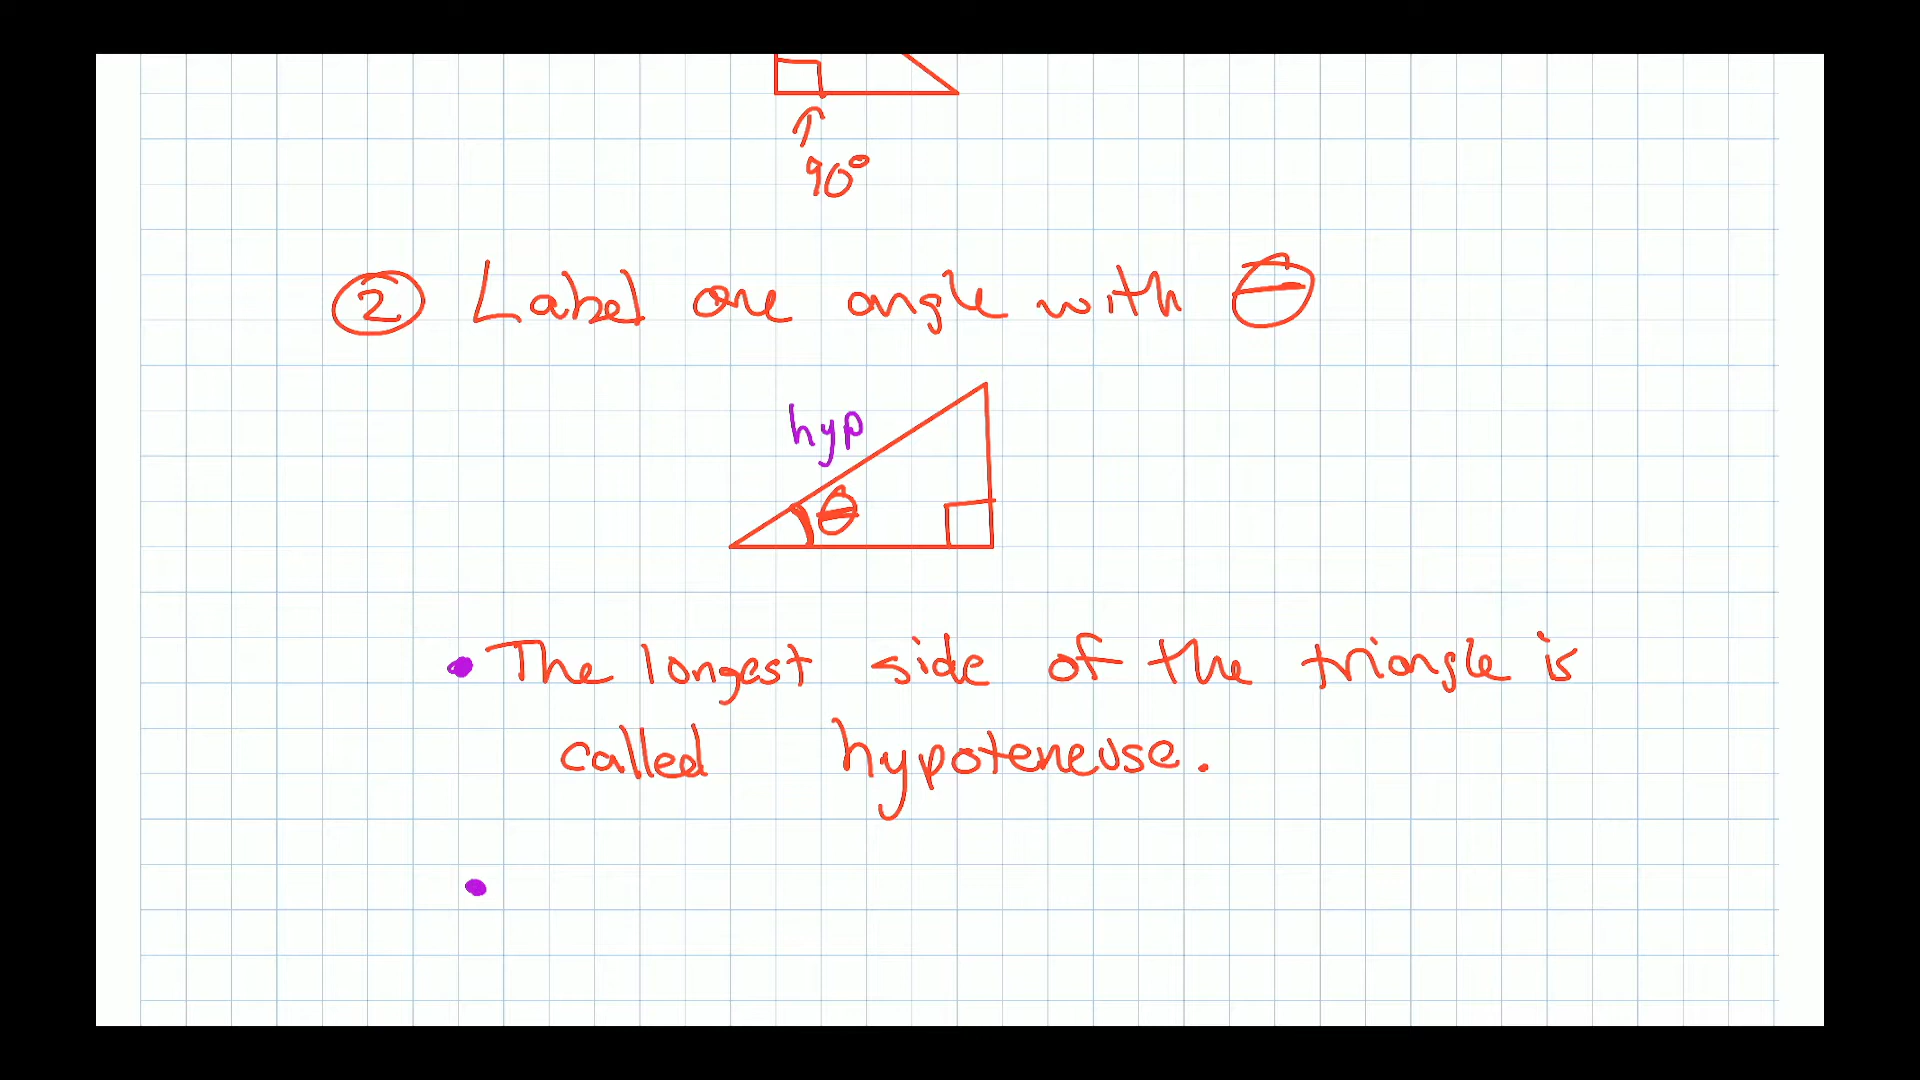 90°
② Label one angle with θ
hyp
θ
• The longest side of the triangle is
called hypoteneuse.
•